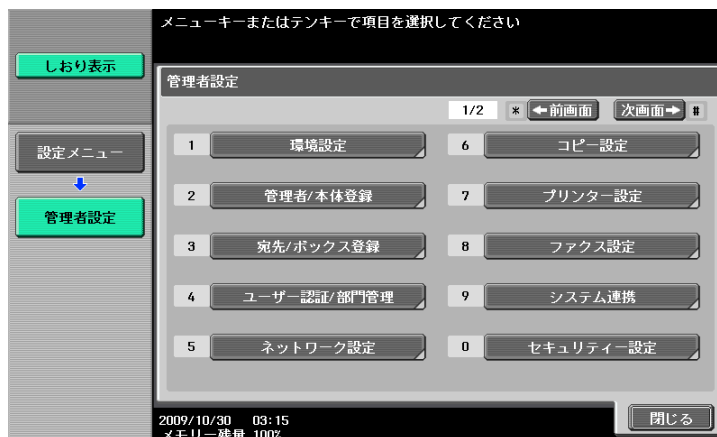 メニューキーまたはテンキーで項目を選択してください
しおり表示
設定メニュー
管理者設定
管理者設定
1/2 * ←前画面 次画面→ #
1 環境設定
2 管理者/本体登録
3 宛先/ボックス登録
4 ユーザー認証/部門管理
5 ネットワーク設定
6 コピー設定
7 プリンター設定
8 ファクス設定
9 システム連携
0 セキュリティー設定
2009/10/30 03:15
メモリー残量 100%
閉じる